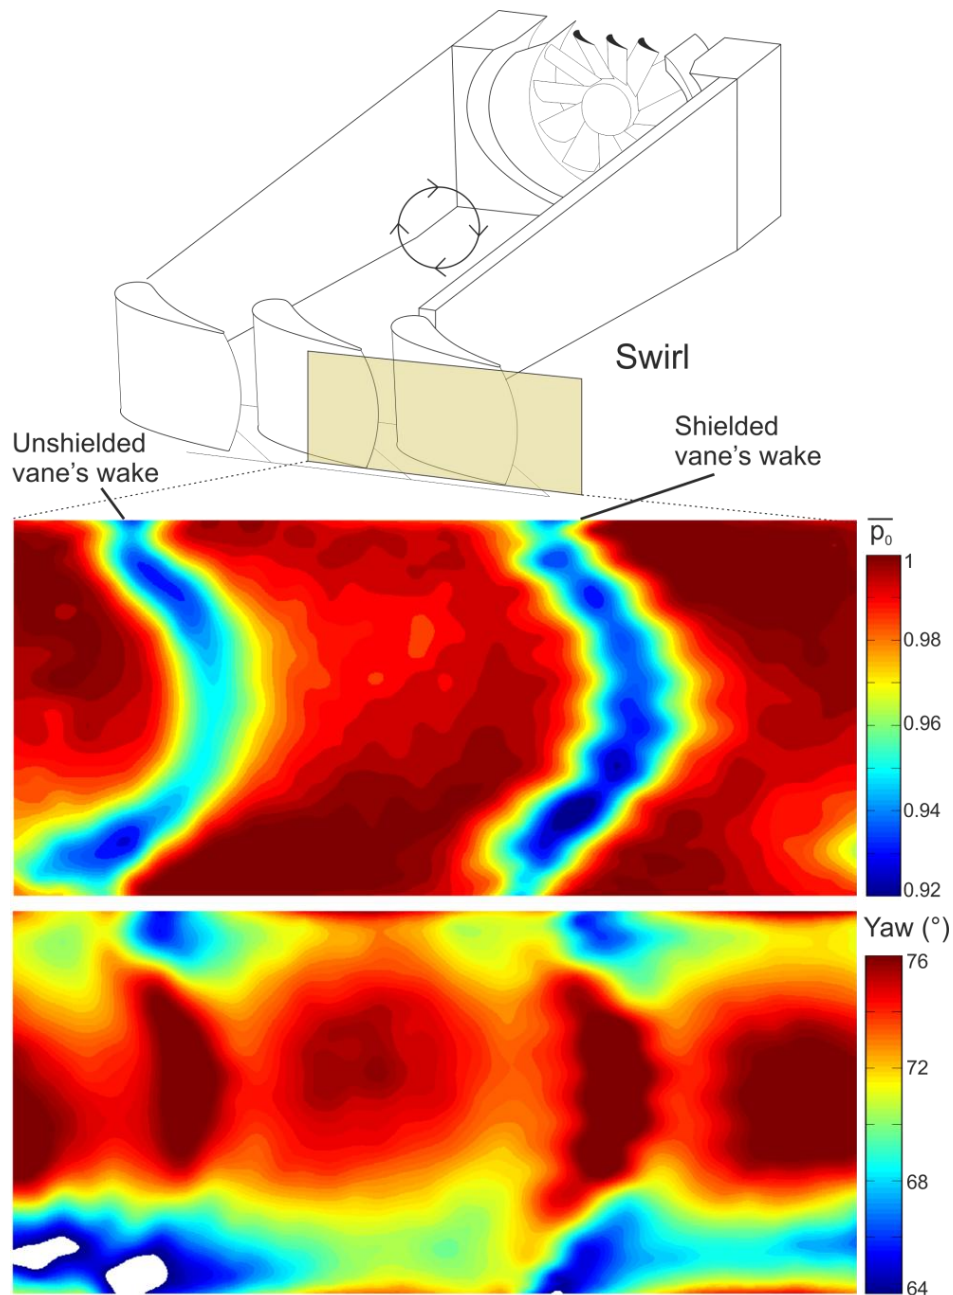 Swirl
Unshielded
vane's wake
Shielded
vane's wake
p₀
1
0.98
0.96
0.94
0.92
Yaw (°)
76
72
68
64